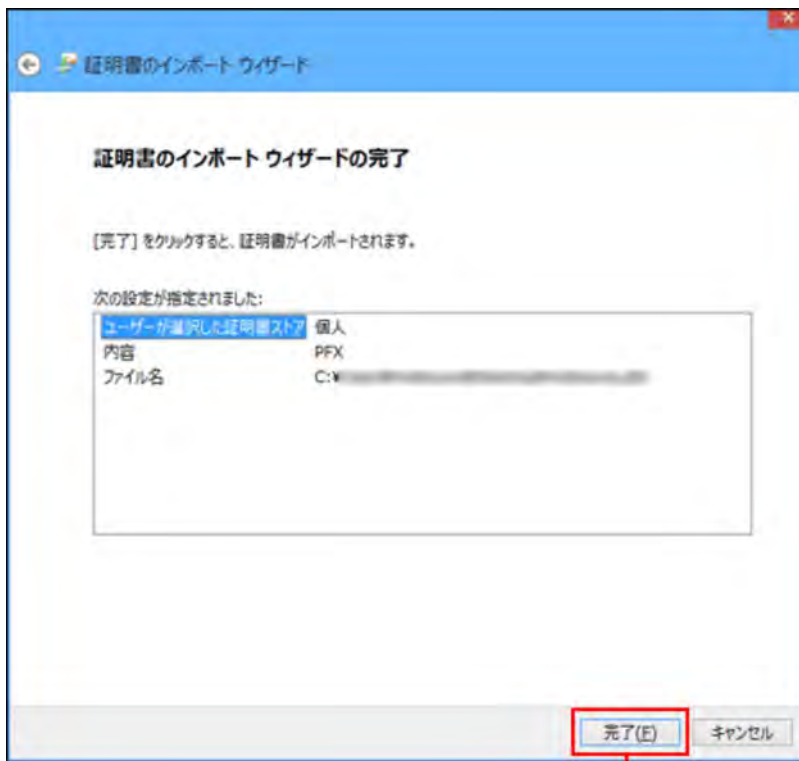 証明書のインポート ウィザード
証明書のインポート ウィザードの完了
[完了] をクリックすると、証明書がインポートされます。
次の設定が指定されました:
ユーザーが選択した証明書ストア 個人
内容 PFX
ファイル名 C:¥
完了(F) キャンセル